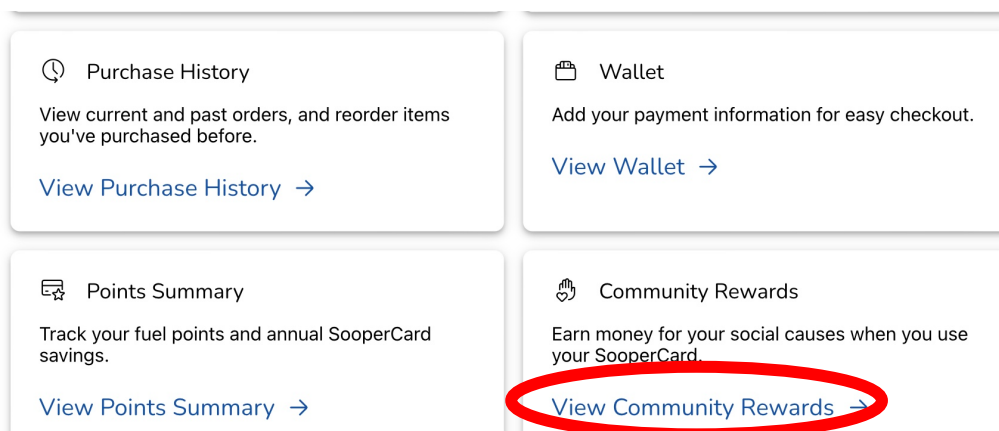 Purchase History
View current and past orders, and reorder items
you've purchased before.
View Purchase History →
Wallet
Add your payment information for easy checkout.
View Wallet →
Points Summary
Track your fuel points and annual SooperCard
savings.
View Points Summary →
Community Rewards
Earn money for your social causes when you use
your SooperCard.
View Community Rewards →